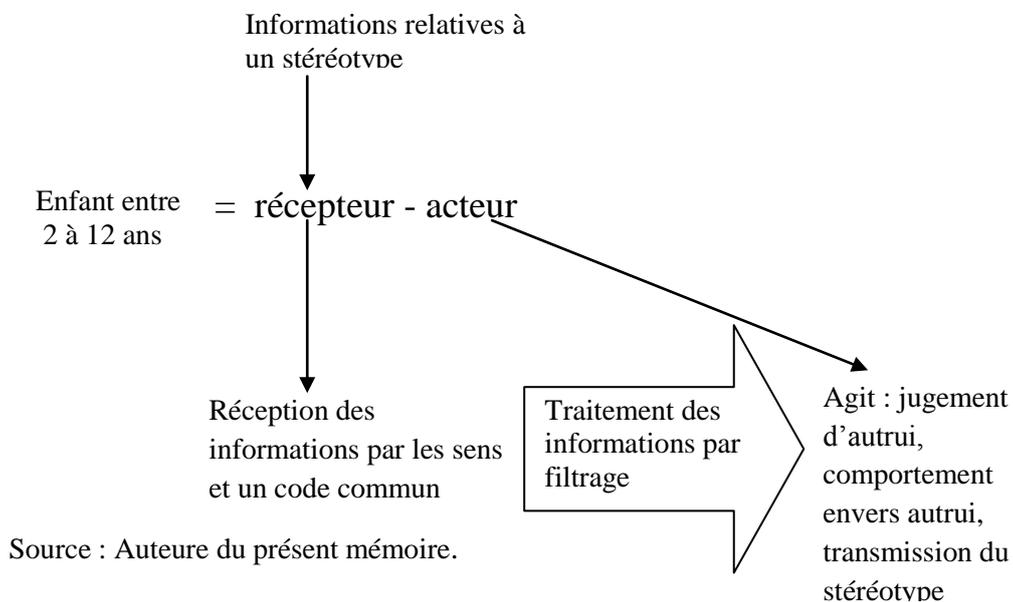 Informations relatives à
un stéréotype
Enfant entre
2 à 12 ans
= récepteur - acteur
Réception des
informations par les sens
et un code commun
Traitement des
informations par
filtrage
Agit : jugement
d’autrui,
comportement
envers autrui,
transmission du
stéréotype
Source : Auteure du présent mémoire.